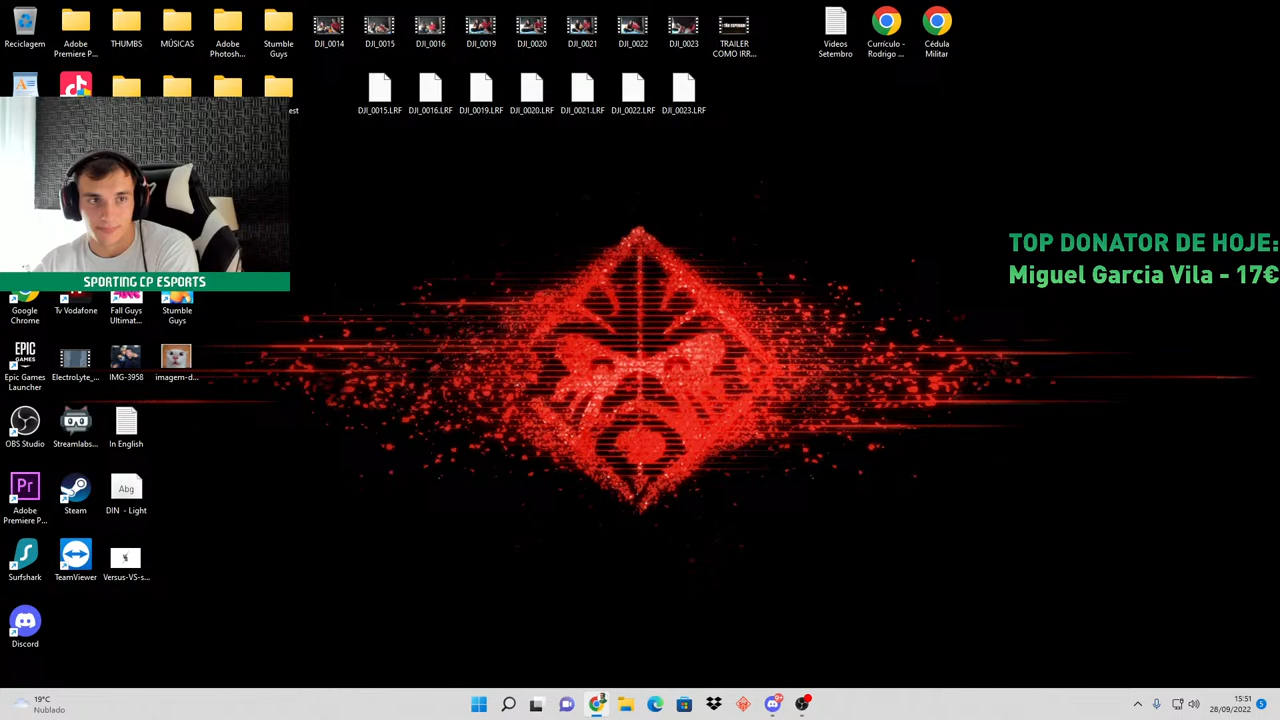 Reciclagem
Adobe
Premiere P...
THUMBS
MÚSICAS
Adobe
Photosh...
Stumble
Guys
DJI_0014
DJI_0015
DJI_0016
DJI_0019
DJI_0020
DJI_0021
DJI_0022
DJI_0023
TRAILER
COMO IRR...
Videos
Setembro
Currículo -
Rodrigo ...
Cédula
Militar
est
DJI_0015.LRF
DJI_0016.LRF
DJI_0019.LRF
DJI_0020.LRF
DJI_0021.LRF
DJI_0022.LRF
DJI_0023.LRF
TOP DONATOR DE HOJE:
Miguel Garcia Vila - 17€
SPORTING CP ESPORTS
Google
Chrome
Tv Vodafone
Fall Guys
Ultimat...
Stumble
Guys
EPIC
GAMES
Epic Games
Launcher
ElectroLyte_...
IMG-3958
imagem-d...
OBS Studio
Streamlabs...
In English
Pr
Adobe
Premiere P...
Steam
Abg
DIN - Light
Surfshark
TeamViewer
Versus-VS-s...
Discord
19°C
Nublado
15:51
28/09/2022
5